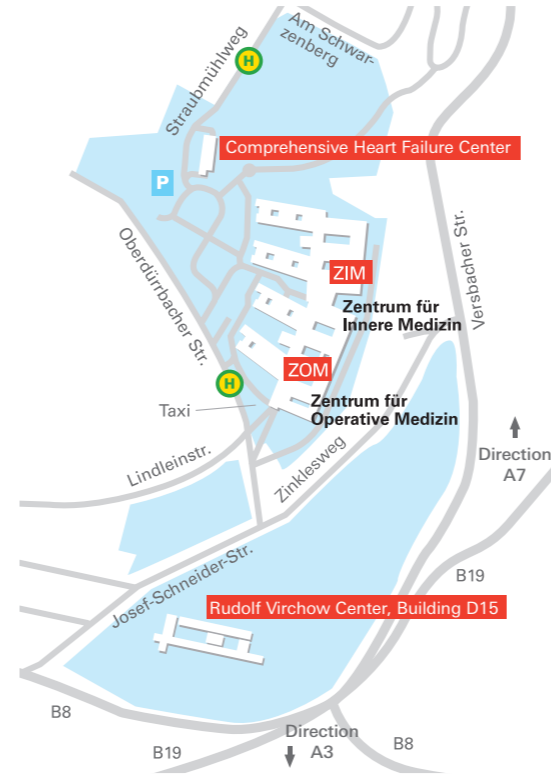 Am Schwar-
zenberg
Straubmühlweg
H
Comprehensive Heart Failure Center
P
Oberdürrbacher Str.
Versbacher Str.
ZIM
Zentrum für
Innere Medizin
ZOM
H
Zentrum für
Operative Medizin
Taxi
Lindleinstr.
Zinklesweg
Direction
A7
Josef-Schneider-Str.
B19
Rudolf Virchow Center, Building D15
B8
B19
Direction
A3
B8